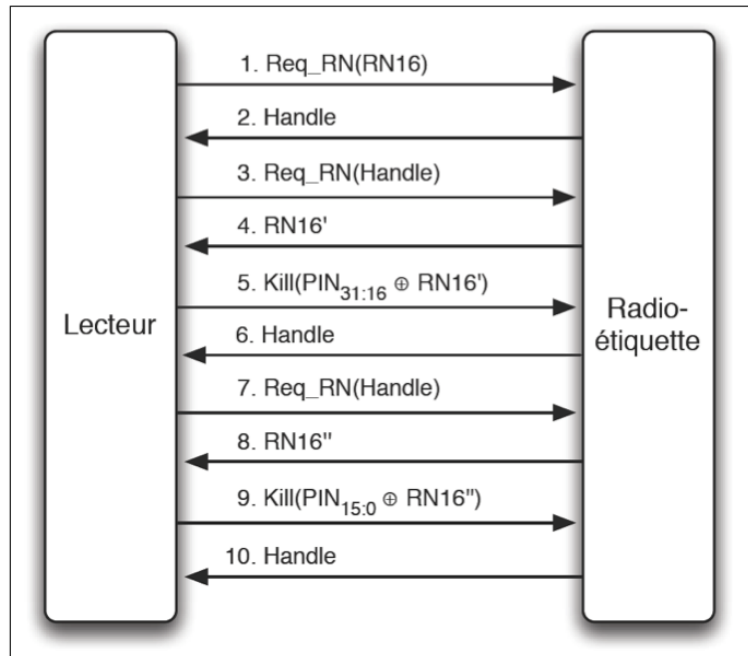 1. Req_RN(RN16)
2. Handle
3. Req_RN(Handle)
4. RN16'
5. Kill(PIN31:16 ⊕ RN16')
Lecteur
Radio-
étiquette
6. Handle
7. Req_RN(Handle)
8. RN16"
9. Kill(PIN15:0 ⊕ RN16")
10. Handle